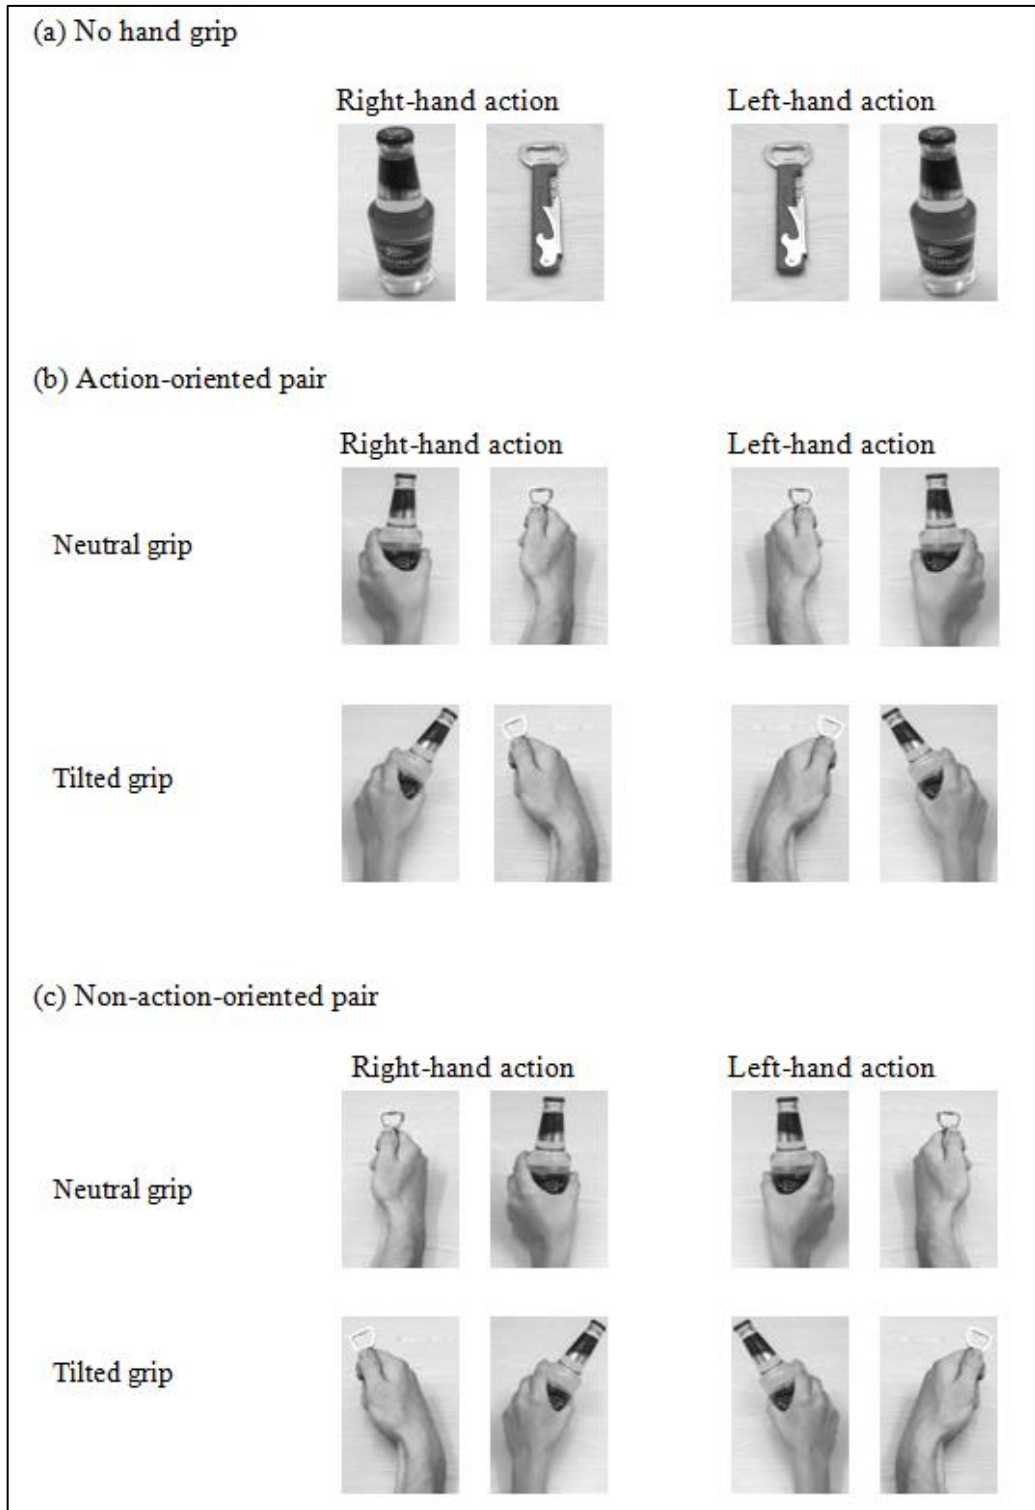 (a) No hand grip
Right-hand action Left-hand action
(b) Action-oriented pair
Right-hand action Left-hand action
Neutral grip
Tilted grip
(c) Non-action-oriented pair
Right-hand action Left-hand action
Neutral grip
Tilted grip